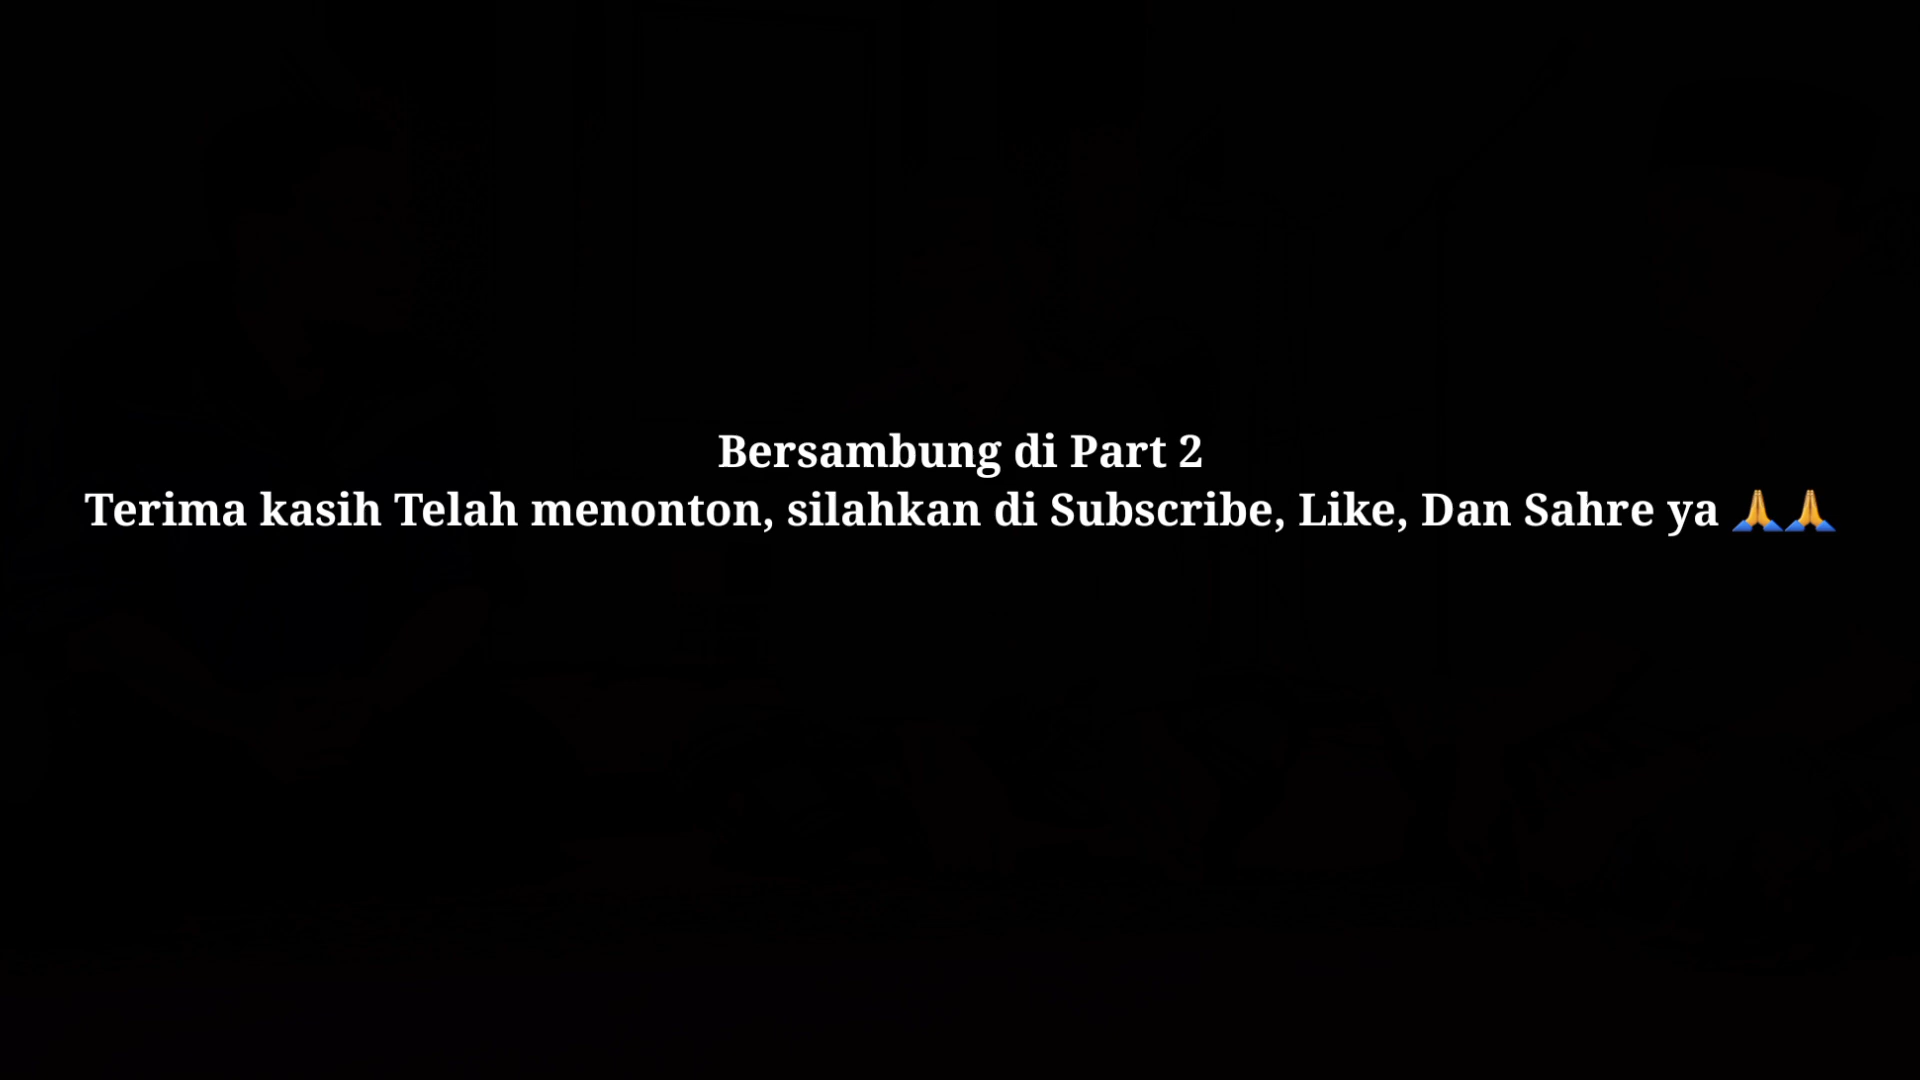 Bersambung di Part 2
Terima kasih Telah menonton, silahkan di Subscribe, Like, Dan Sahre ya 🙏🙏